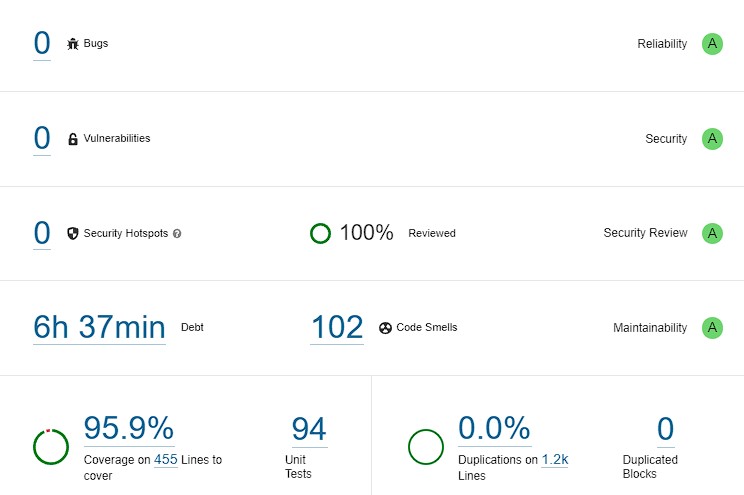 0 Bugs Reliability A
0 Vulnerabilities Security A
0 Security Hotspots ? 100% Reviewed Security Review A
6h 37min Debt 102 Code Smells Maintainability A
95.9%
Coverage on 455 Lines to
cover
94
Unit
Tests
0.0%
Duplications on 1.2k
Lines
0
Duplicated
Blocks